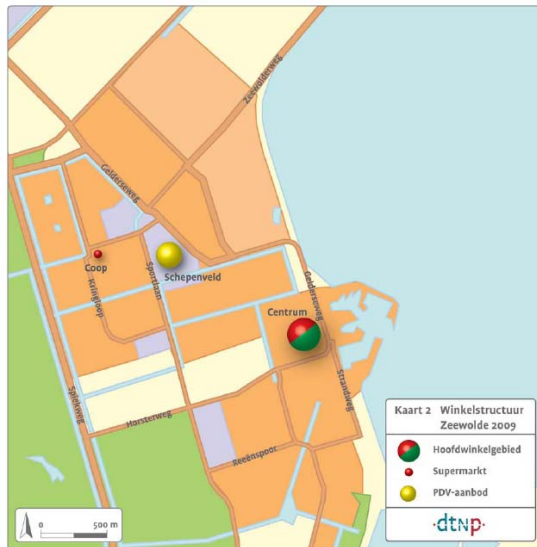 Zeewolderweg
Gelderseweg
Coop
Kringloop
Sportlaan
Schepenveld
Centrum
Gelderseweg
Spiekweg
Horsterweg
Strandweg
Reeënspoor
Kaart 2 Winkelstructuur
Zeewolde 2009
Hoofdwinkelgebied
Supermarkt
PDV-aanbod
0 500 m
·dtnp·